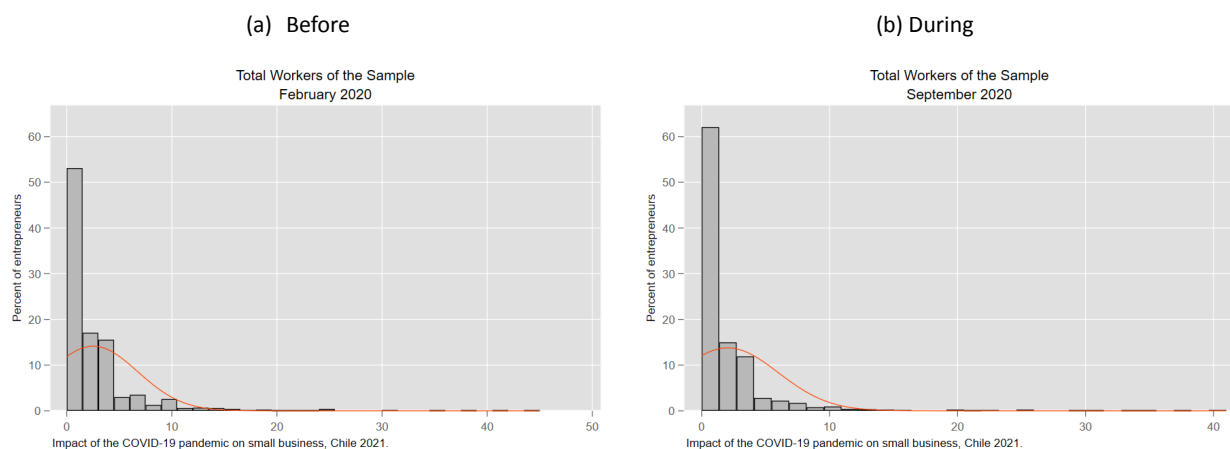 (a) Before
Total Workers of the Sample
February 2020
Percent of entrepreneurs
60
50
40
30
20
10
0
0 10 20 30 40 50
Impact of the COVID-19 pandemic on small business, Chile 2021.
(b) During
Total Workers of the Sample
September 2020
Percent of entrepreneurs
60
50
40
30
20
10
0
0 10 20 30 40
Impact of the COVID-19 pandemic on small business, Chile 2021.